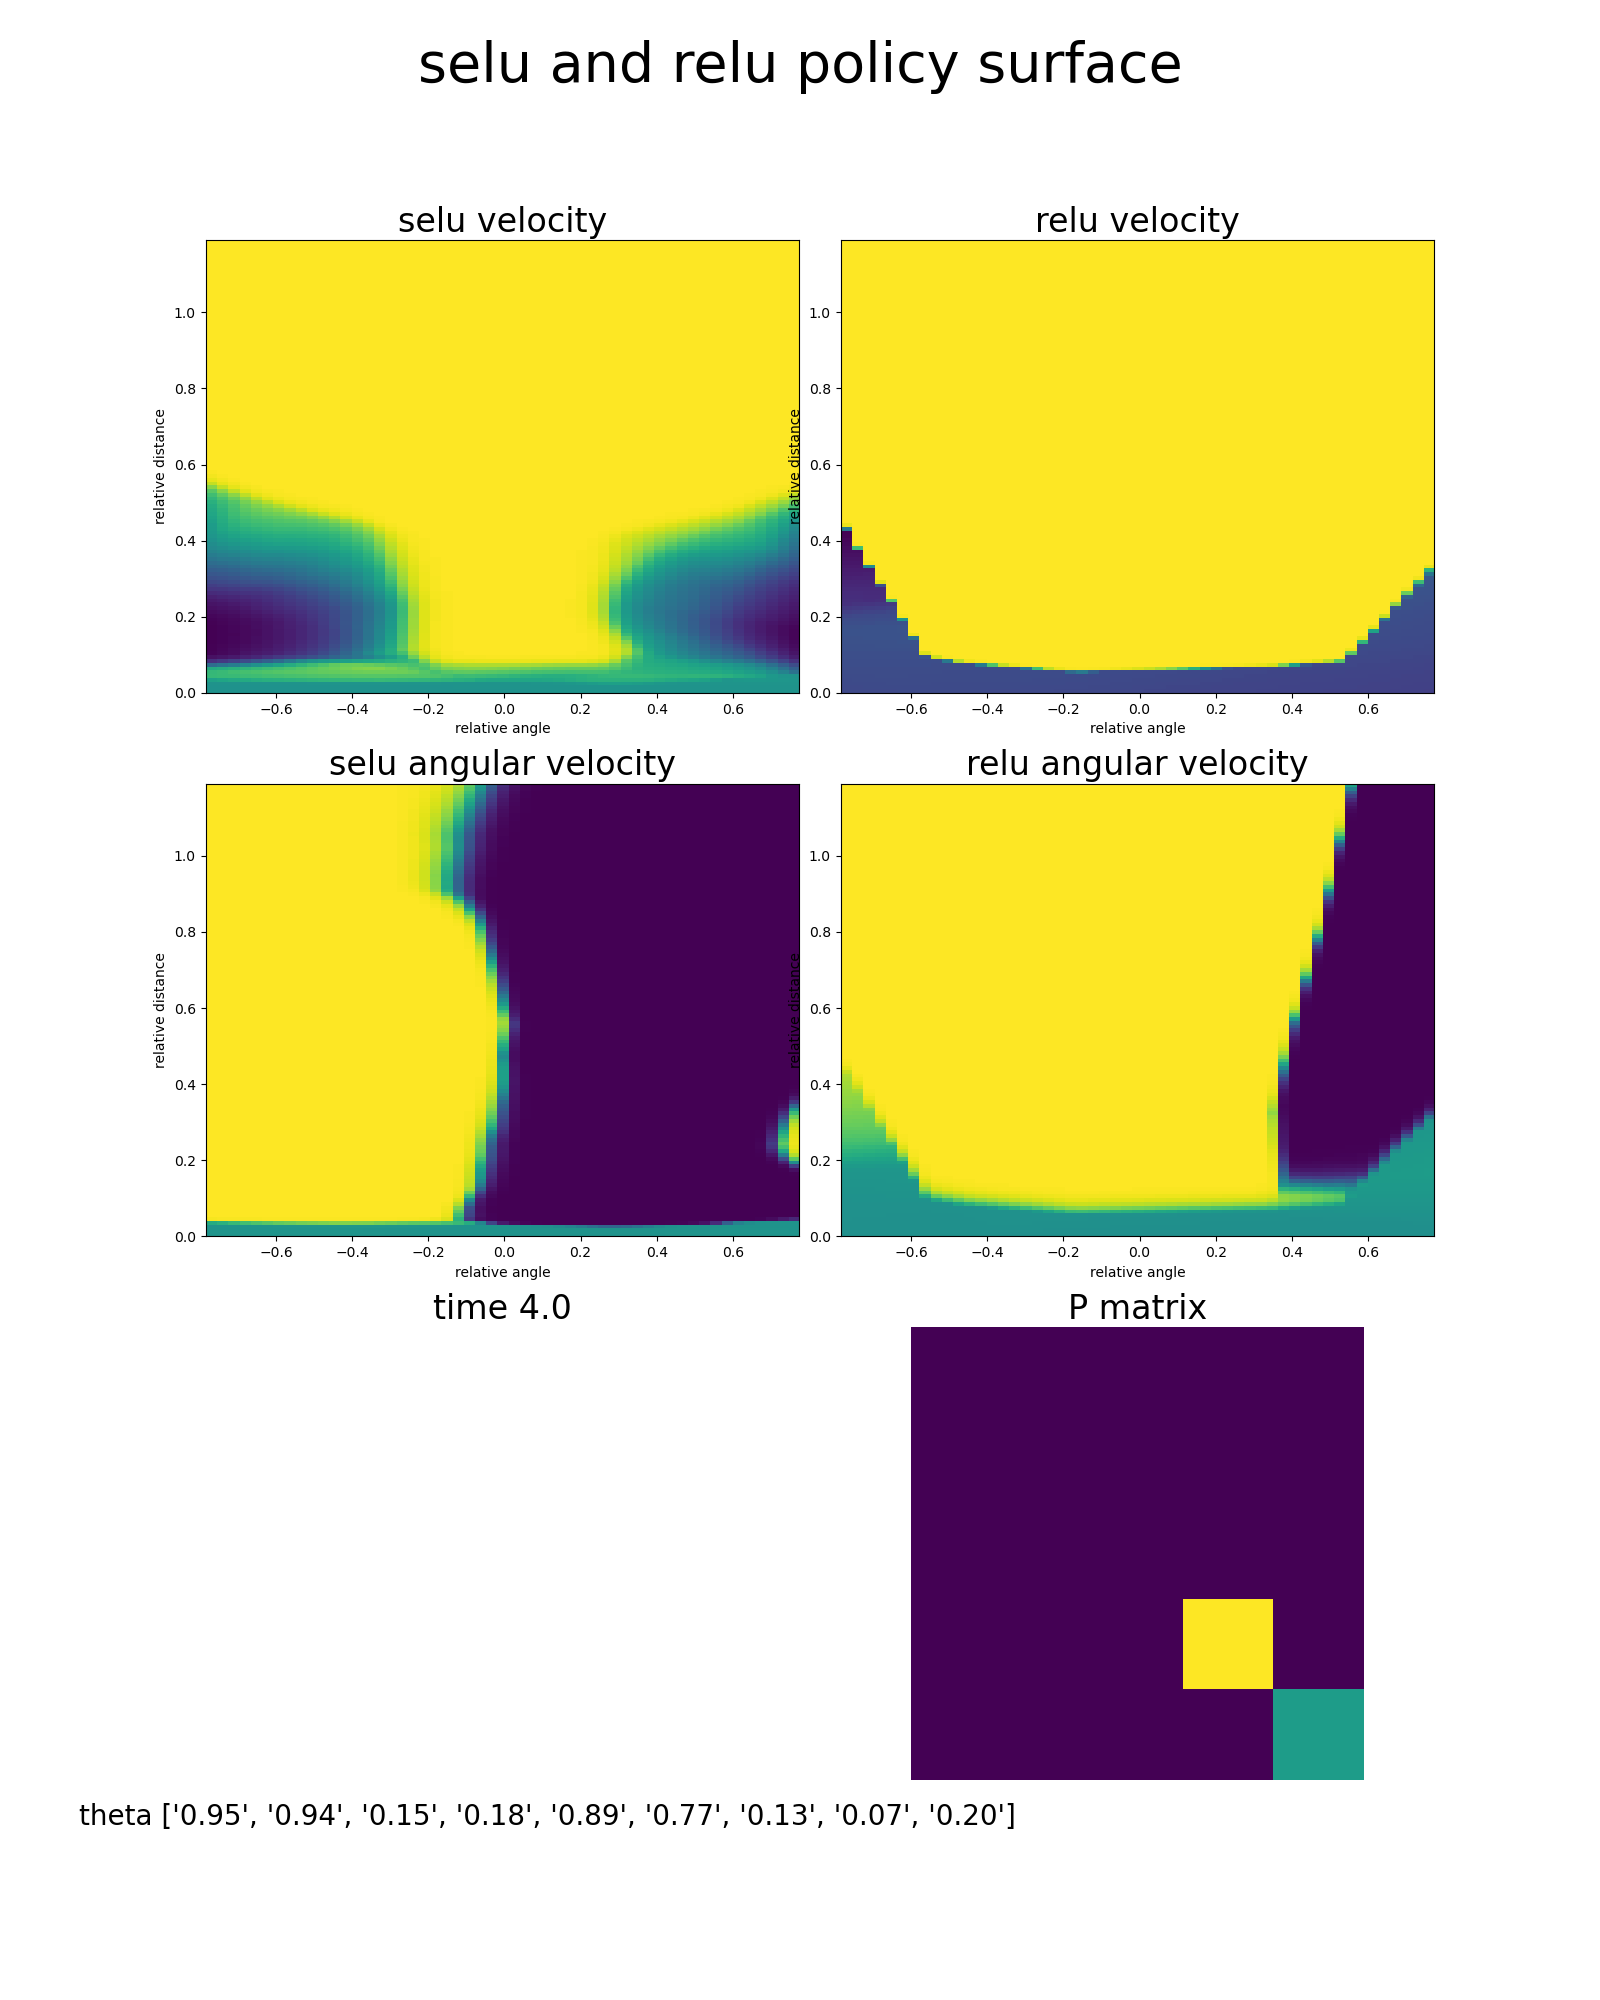 selu and relu policy surface
selu velocity
relative distance
1.0
0.8
0.6
0.4
0.2
0.0
−0.6 −0.4 −0.2 0.0 0.2 0.4 0.6
relative angle
relu velocity
relative distance
1.0
0.8
0.6
0.4
0.2
0.0
−0.6 −0.4 −0.2 0.0 0.2 0.4 0.6
relative angle
selu angular velocity
relative distance
1.0
0.8
0.6
0.4
0.2
0.0
−0.6 −0.4 −0.2 0.0 0.2 0.4 0.6
relative angle
relu angular velocity
relative distance
1.0
0.8
0.6
0.4
0.2
0.0
−0.6 −0.4 −0.2 0.0 0.2 0.4 0.6
relative angle
time 4.0
P matrix
theta ['0.95', '0.94', '0.15', '0.18', '0.89', '0.77', '0.13', '0.07', '0.20']